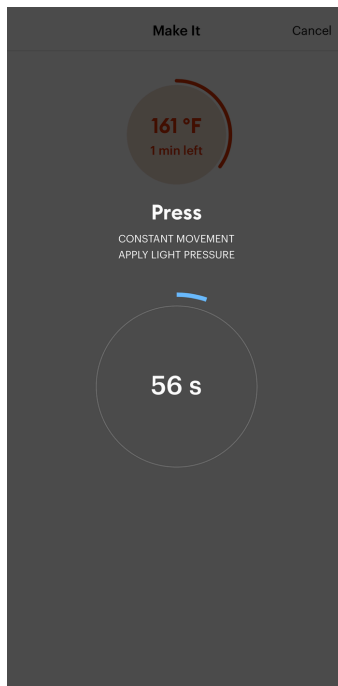 Make It
Cancel
161 °F
1 min left
Press
CONSTANT MOVEMENT
APPLY LIGHT PRESSURE
56 s